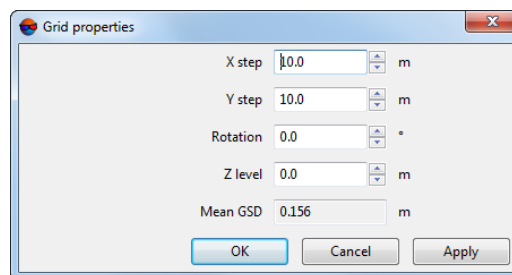 Grid properties
X step 10.0 m
Y step 10.0 m
Rotation 0.0 °
Z level 0.0 m
Mean GSD 0.156 m
OK Cancel Apply